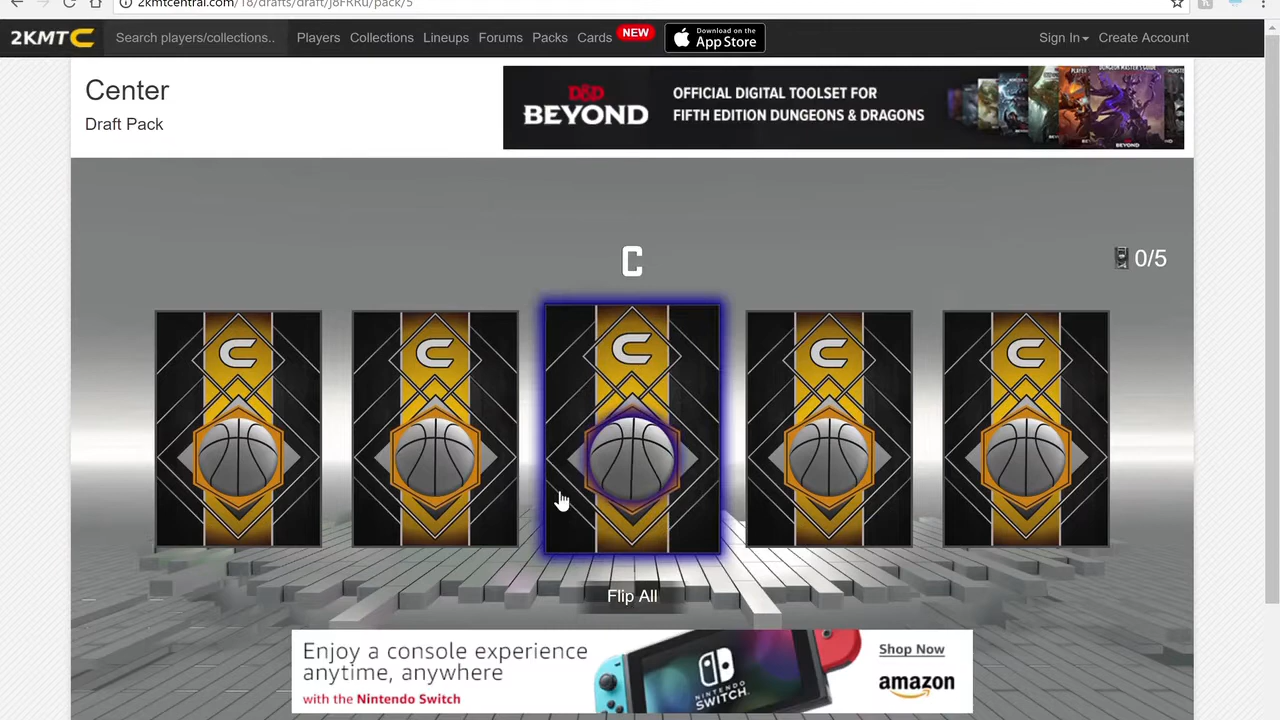 2kmtcentral.com/18/drafts/draft/J8FRRu/pack/5
2KMTC
Search players/collections..
Players
Collections
Lineups
Forums
Packs
Cards
NEW
Download on the
App Store
Sign In
Create Account
Center
Draft Pack
D&D
BEYOND
OFFICIAL DIGITAL TOOLSET FOR
FIFTH EDITION DUNGEONS & DRAGONS
C
0/5
C
C
C
C
C
Flip All
Enjoy a console experience
anytime, anywhere
with the Nintendo Switch
NINTENDO
SWITCH
Shop Now
amazon